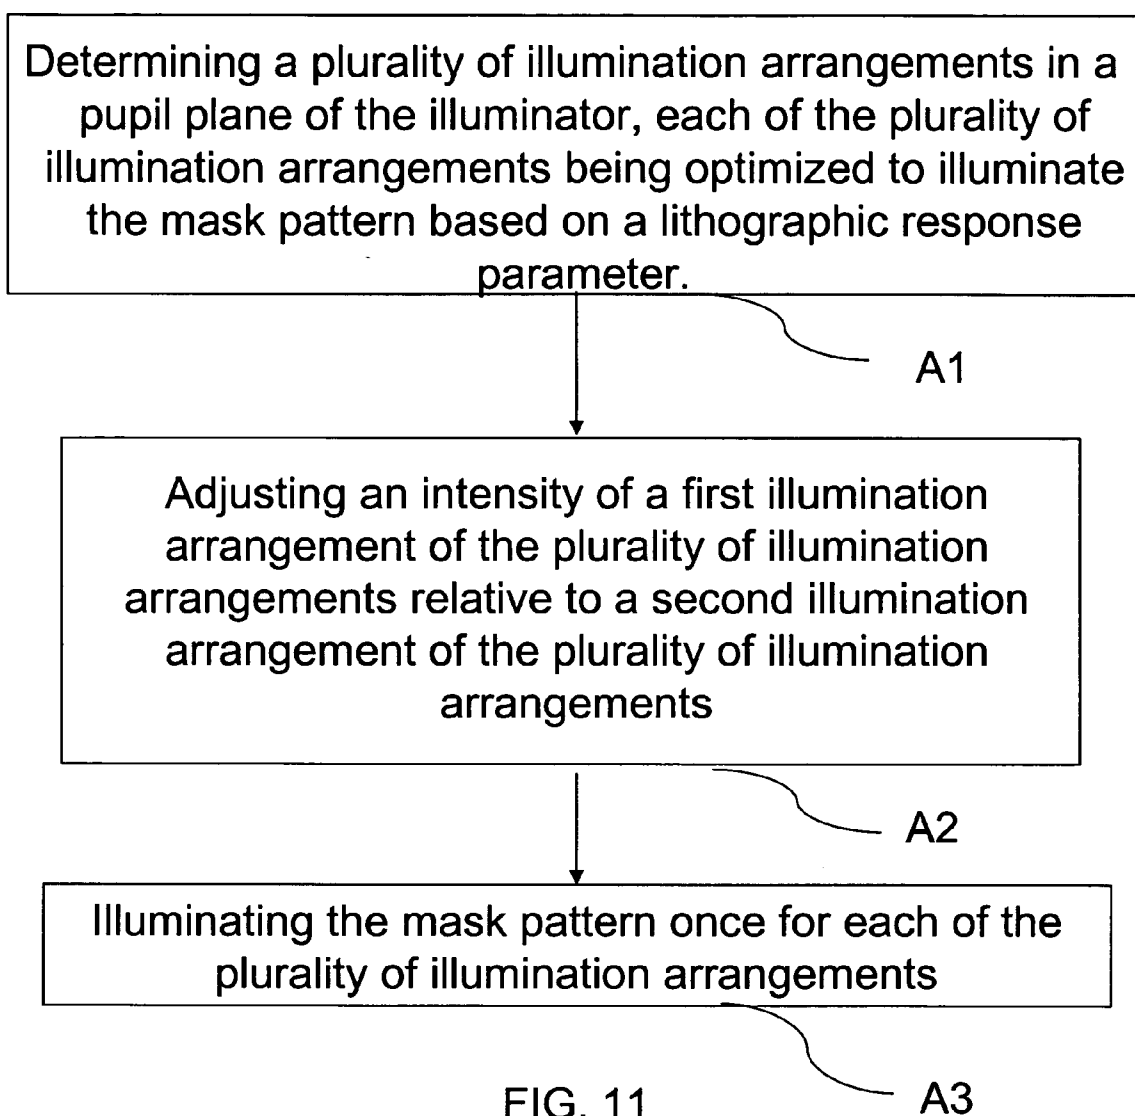 Determining a plurality of illumination arrangements in a
pupil plane of the illuminator, each of the plurality of
illumination arrangements being optimized to illuminate
the mask pattern based on a lithographic response
parameter.
A1
Adjusting an intensity of a first illumination
arrangement of the plurality of illumination
arrangements relative to a second illumination
arrangement of the plurality of illumination
arrangements
A2
Illuminating the mask pattern once for each of the
plurality of illumination arrangements
A3
FIG. 11